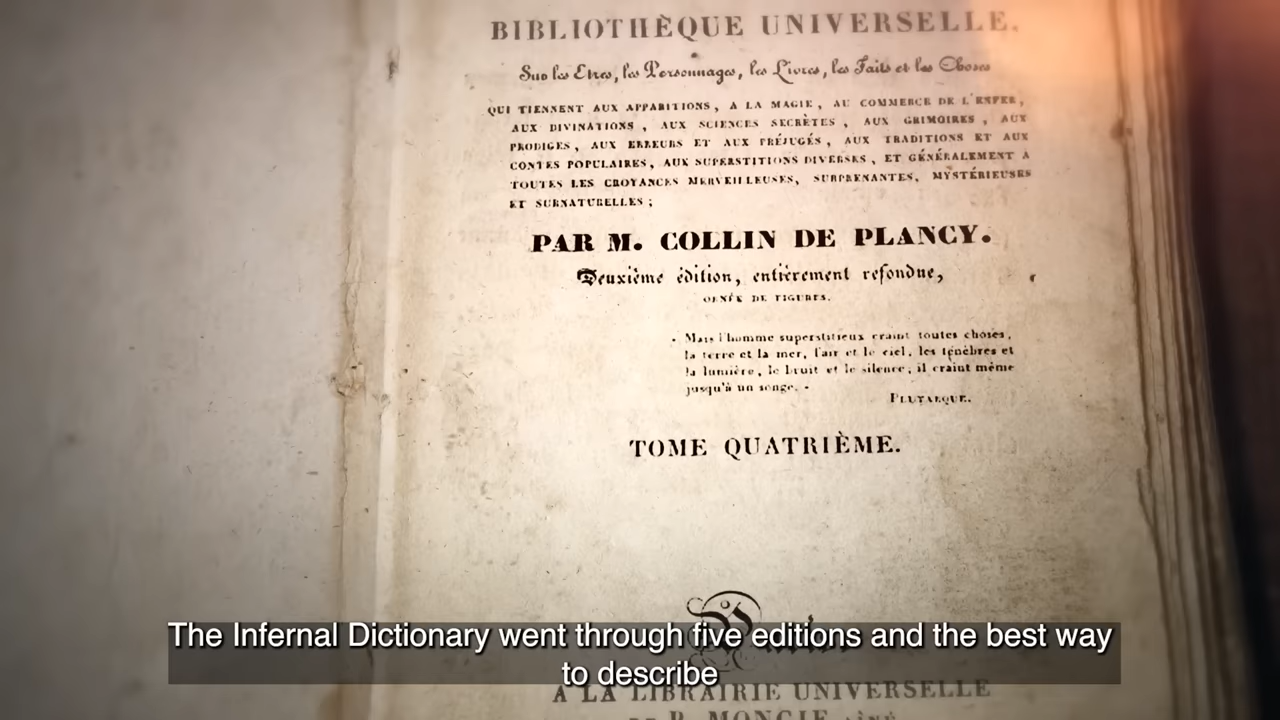 BIBLIOTHÈQUE UNIVERSELLE,
Sur les Etres, les Personnages, les Livres, les Faits et les Choses
QUI TIENNENT AUX APPARITIONS, A LA MAGIE, AU COMMERCE DE L'ENFER,
AUX DIVINATIONS, AUX SCIENCES SECRÈTES, AUX GRIMOIRES, AUX
PRODIGES, AUX ERREURS ET AUX PRÉJUGÉS, AUX TRADITIONS ET AUX
CONTES POPULAIRES, AUX SUPERSTITIONS DIVERSES, ET GÉNÉRALEMENT A
TOUTES LES CROYANCES MERVEILLEUSES, SURPRENANTES, MYSTÉRIEUSES
ET SURNATURELLES;
PAR M. COLLIN DE PLANCY.
Deuxième édition, entièrement refondue,
ORNÉE DE FIGURES.
Mais l'homme superstitieux craint toutes choses,
la terre et la mer, l'air et le ciel, les ténèbres et
la lumière, le bruit et le silence; il craint même
jusqu'à un songe.
PLUTARQUE.
TOME QUATRIÈME.
The Infernal Dictionary went through five editions and the best way
to describe
A LA LIBRAIRIE UNIVERSELLE
DE P. MONGIE AÎNÉ